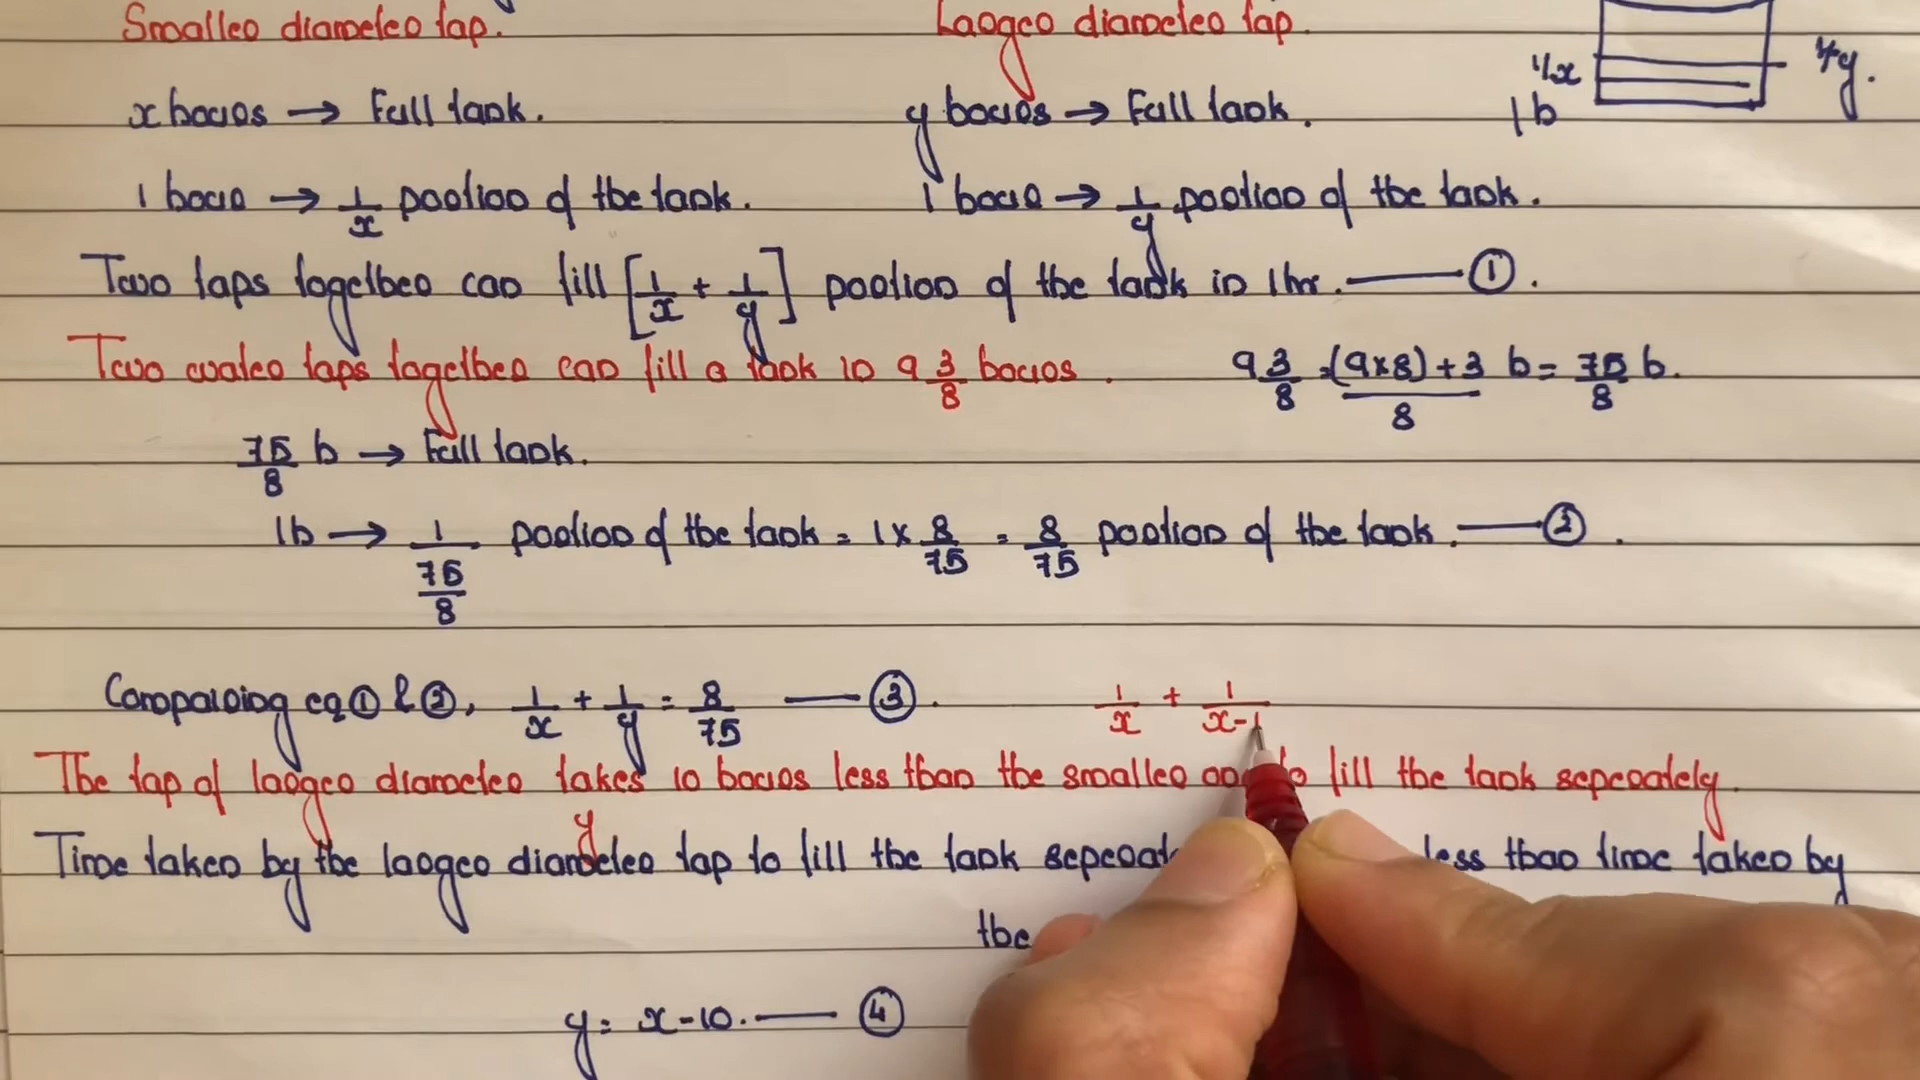 Smaller diameter tap.
Larger diameter tap.
x hours → Full tank.
y hours → Full tank.
1/x
1/y.
1h
1 hour → 1/x portion of the tank.
1 hour → 1/y portion of the tank.
Two taps together can fill [1/x + 1/y] portion of the tank in 1hr. —— ①.
Two water taps together can fill a tank in 9 3/8 hours.
9 3/8 = (9x8)+3/8 h = 75/8 h.
75/8 h → Full tank.
1h → 1/(75/8) portion of the tank = 1 x 8/75 = 8/75 portion of the tank. —— ②.
Comparing eq ① & ②, 1/x + 1/y = 8/75 —— ③.
1/x + 1/x-1
The tap of larger diameter takes 10 hours less than the smaller to fill the tank seperately.
y
Time taken by the larger diameter tap to fill the tank less than time taken by
the
y = x-10. —— ④